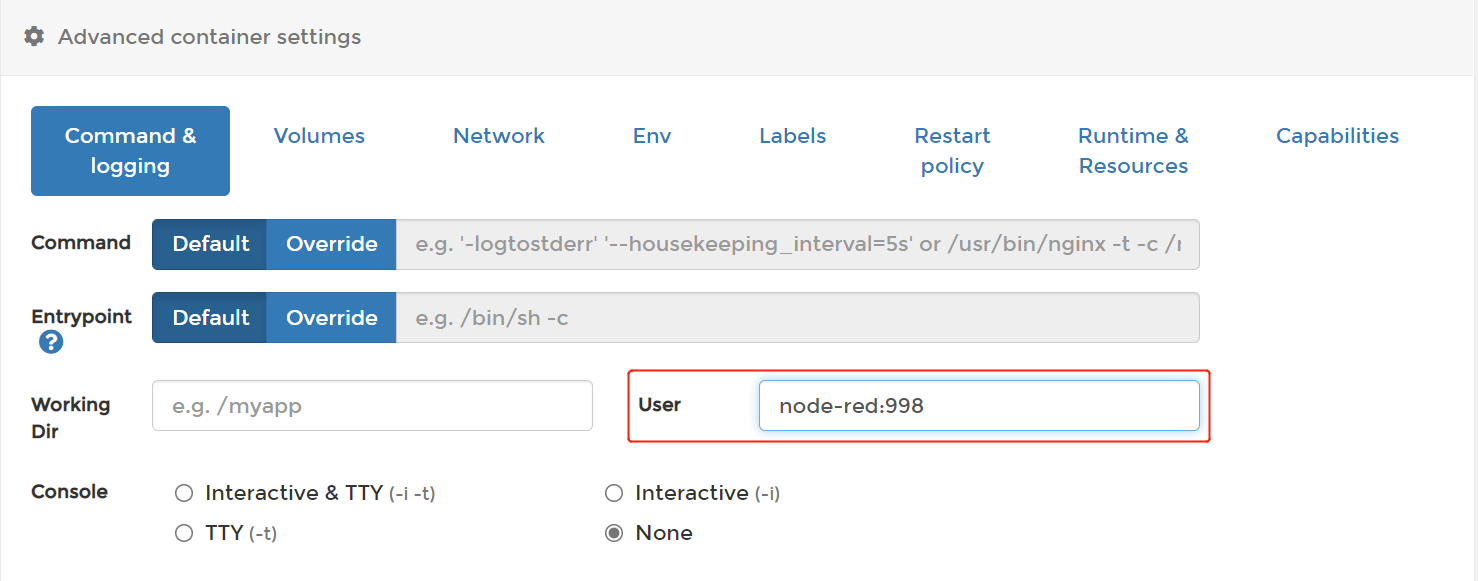 Advanced container settings
Command & logging
Volumes
Network
Env
Labels
Restart policy
Runtime & Resources
Capabilities
Command
Default
Override
e.g. '-logtostderr' '--housekeeping_interval=5s' or /usr/bin/nginx -t -c /r
Entrypoint
?
Default
Override
e.g. /bin/sh -c
Working Dir
e.g. /myapp
User
node-red:998
Console
Interactive & TTY (-i -t)
Interactive (-i)
TTY (-t)
None